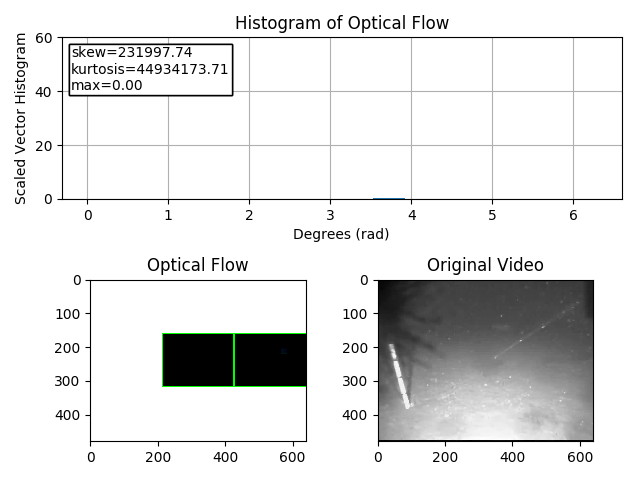 Histogram of Optical Flow
60
40
20
0
Scaled Vector Histogram
skew=231997.74
kurtosis=44934173.71
max=0.00
0 1 2 3 4 5 6
Degrees (rad)
Optical Flow
0
100
200
300
400
0 200 400 600
Original Video
0
100
200
300
400
0 200 400 600